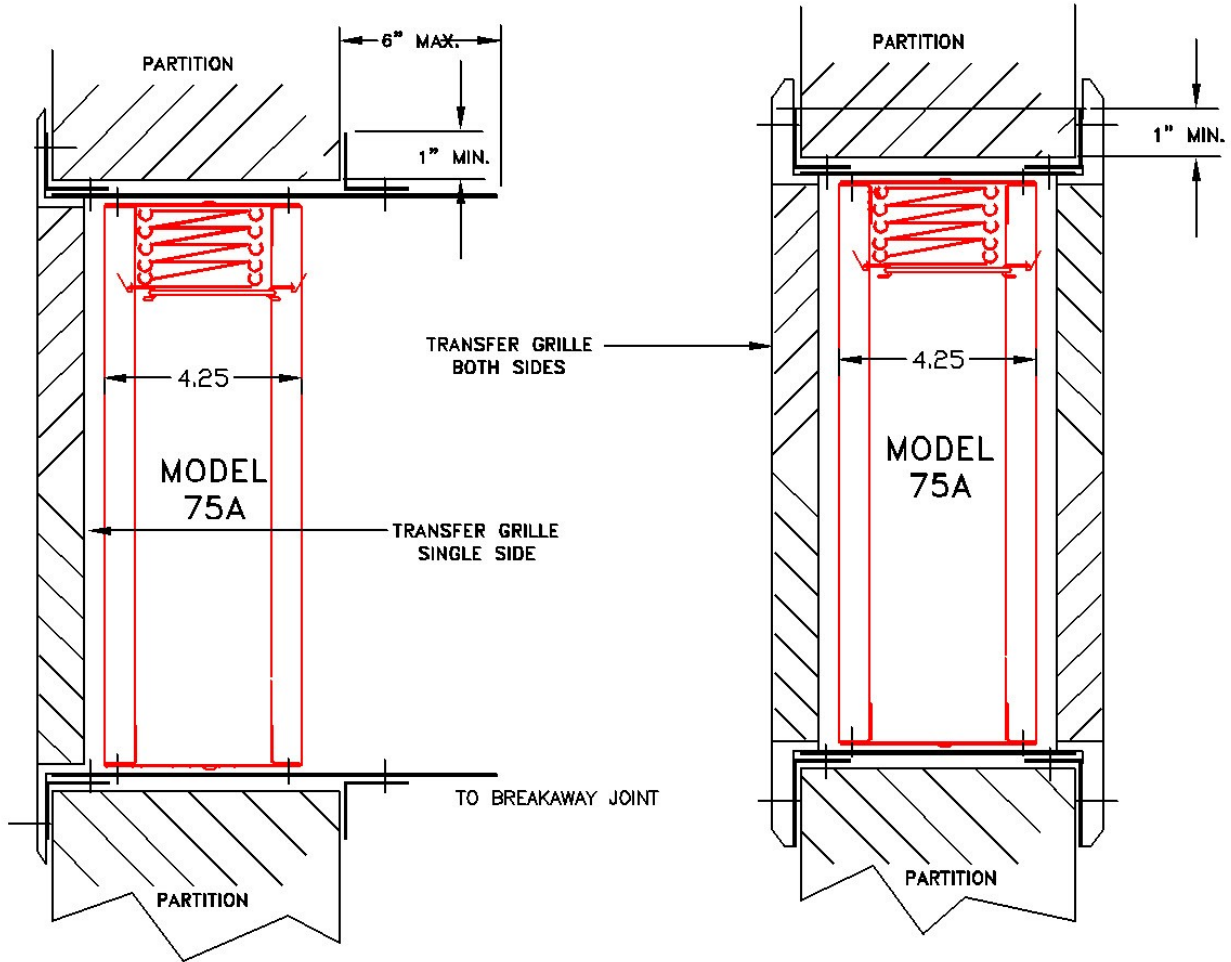 PARTITION
6" MAX.
1" MIN.
4.25
MODEL
75A
TRANSFER GRILLE
SINGLE SIDE
TO BREAKAWAY JOINT
PARTITION
PARTITION
1" MIN.
TRANSFER GRILLE
BOTH SIDES
4.25
MODEL
75A
PARTITION